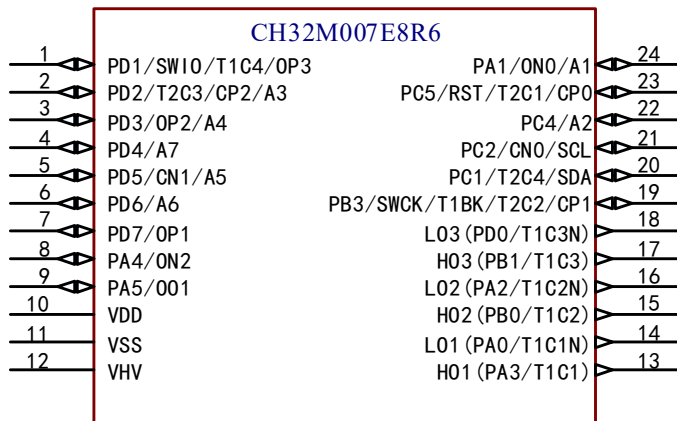 CH32M007E8R6
1 PD1/SWIO/T1C4/OP3 PA1/ON0/A1 24
2 PD2/T2C3/CP2/A3 PC5/RST/T2C1/CP0 23
3 PD3/OP2/A4 PC4/A2 22
4 PD4/A7 PC2/CN0/SCL 21
5 PD5/CN1/A5 PC1/T2C4/SDA 20
6 PD6/A6 PB3/SWCK/T1BK/T2C2/CP1 19
7 PD7/OP1 LO3(PD0/T1C3N) 18
8 PA4/ON2 HO3(PB1/T1C3) 17
9 PA5/OO1 LO2(PA2/T1C2N) 16
10 VDD HO2(PB0/T1C2) 15
11 VSS LO1(PA0/T1C1N) 14
12 VHV HO1(PA3/T1C1) 13